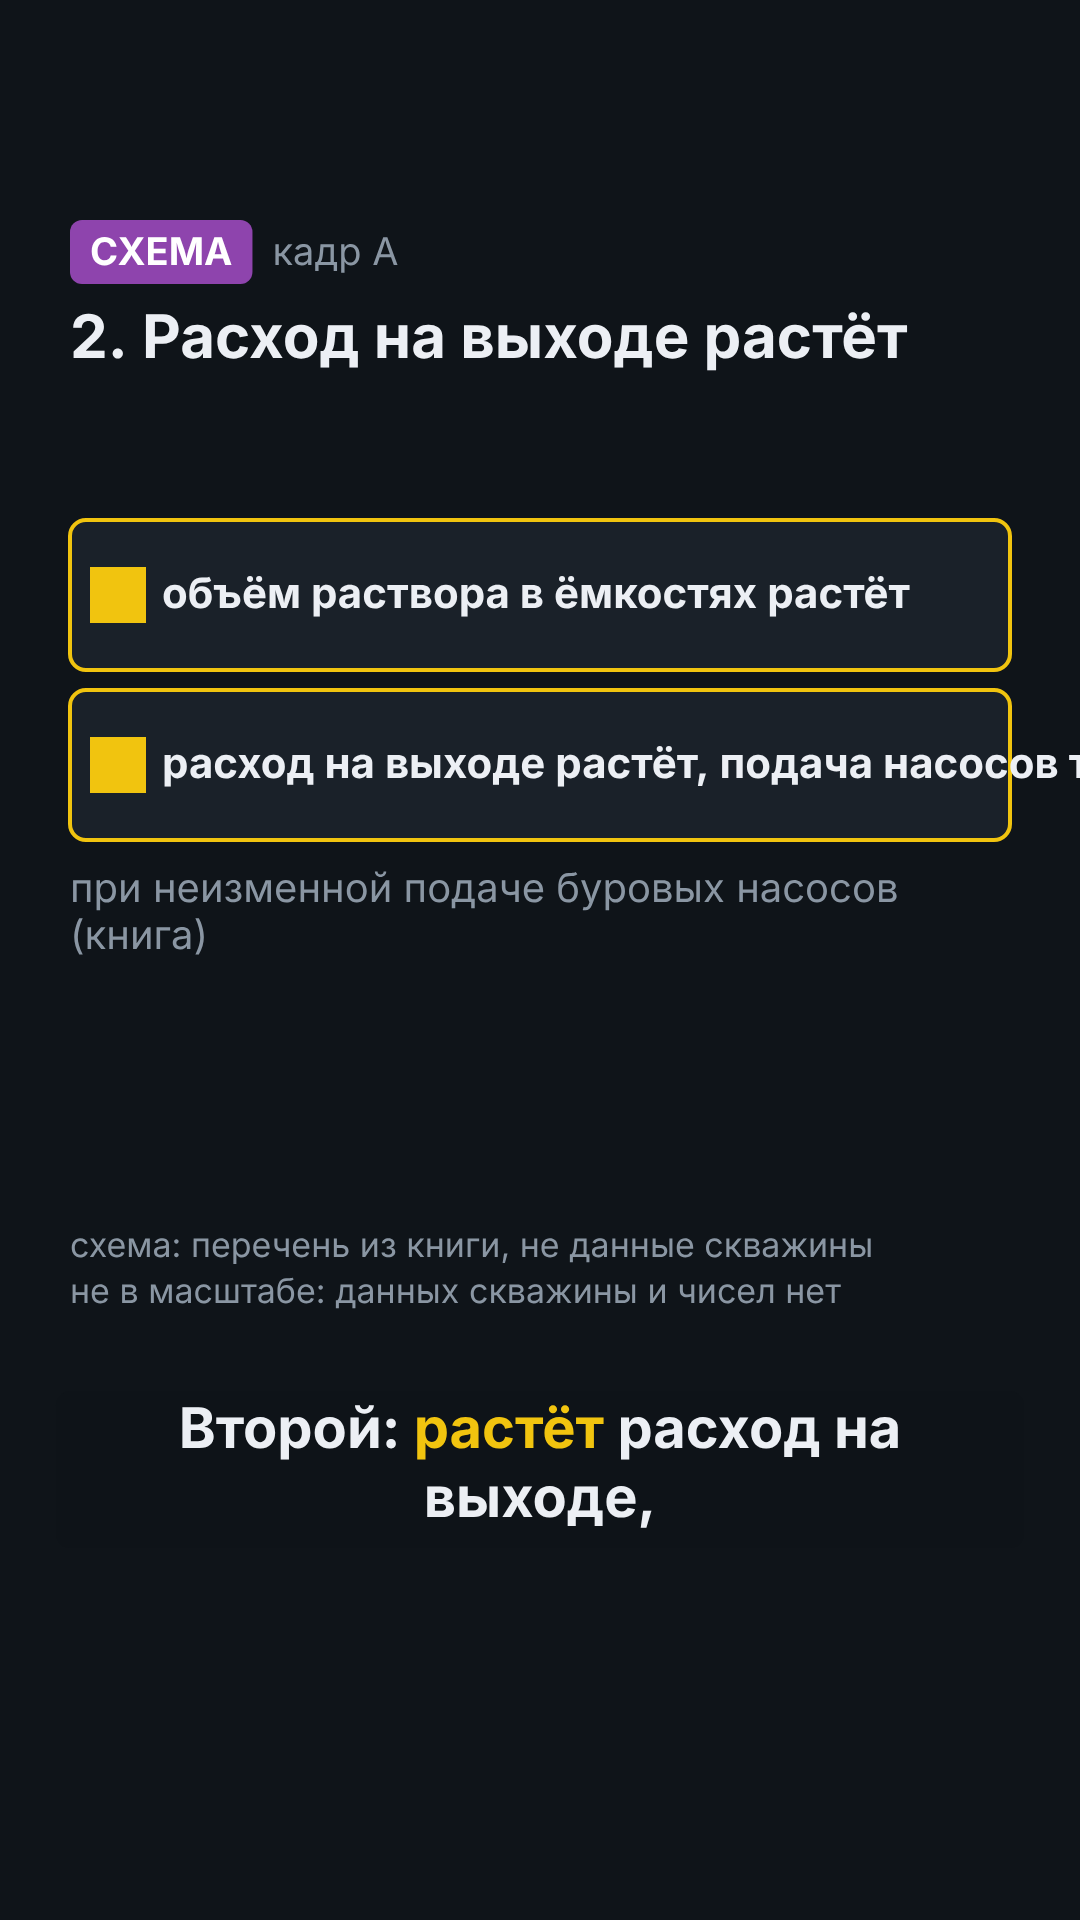 СХЕМА кадр А
2. Расход на выходе растёт
объём раствора в ёмкостях растёт
расход на выходе растёт, подача насосов
при неизменной подаче буровых насосов
(книга)
схема: перечень из книги, не данные скважины
не в масштабе: данных скважины и чисел нет
Второй: растёт расход на
выходе,